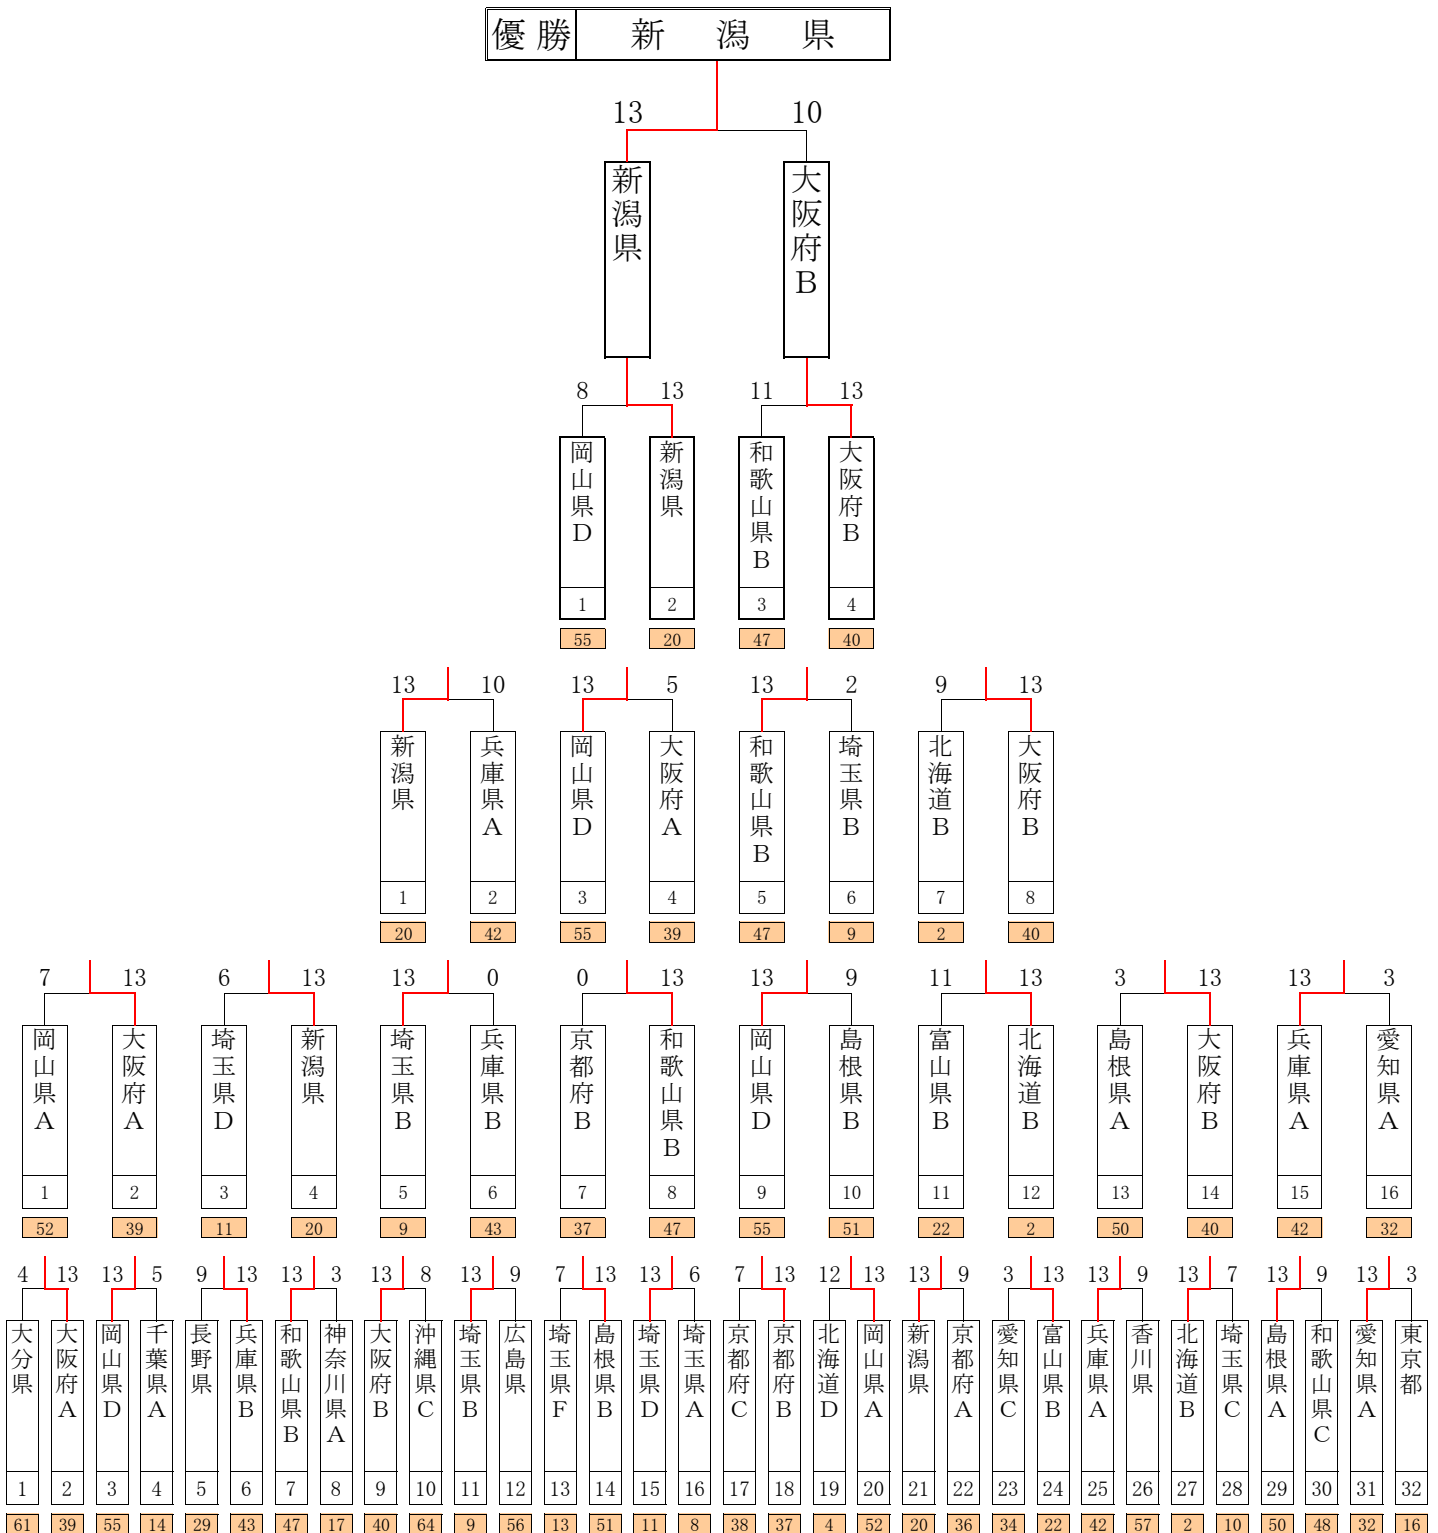 優勝 新潟県
13 10
新潟県 大阪府B
8 13 11 13
岡山県D 新潟県 和歌山県B 大阪府B
1 2 3 4
55 20 47 40
13 10 13 5 13 2 9 13
新潟県 兵庫県A 岡山県D 大阪府A 和歌山県B 埼玉県B 北海道B 大阪府B
1 2 3 4 5 6 7 8
20 42 55 39 47 9 2 40
7 13 6 13 13 0 0 13 13 9 11 13 3 13 13 3
岡山県A 大阪府A 埼玉県D 新潟県 埼玉県B 兵庫県B 京都府B 和歌山県B 岡山県D 島根県B 富山県B 北海道B 島根県A 大阪府B 兵庫県A 愛知県A
1 2 3 4 5 6 7 8 9 10 11 12 13 14 15 16
52 39 11 20 9 43 37 47 55 51 22 2 50 40 42 32
4 13 13 5 9 13 13 3 13 8 13 9 7 13 13 6 7 13 12 13 13 9 3 13 13 9 13 7 13 9 13 3
大分県 大阪府A 岡山県D 千葉県A 長野県 兵庫県B 和歌山県B 神奈川県A 大阪府B 沖縄県C 埼玉県B 広島県 埼玉県F 島根県B 埼玉県D 埼玉県A 京都府C 京都府B 北海道D 岡山県A 新潟県 京都府A 愛知県C 富山県B 兵庫県A 香川県 北海道B 埼玉県C 島根県A 和歌山県C 愛知県A 東京都
1 2 3 4 5 6 7 8 9 10 11 12 13 14 15 16 17 18 19 20 21 22 23 24 25 26 27 28 29 30 31 32
61 39 55 14 29 43 47 17 40 64 9 56 13 51 11 8 38 37 4 52 20 36 34 22 42 57 2 10 50 48 32 16